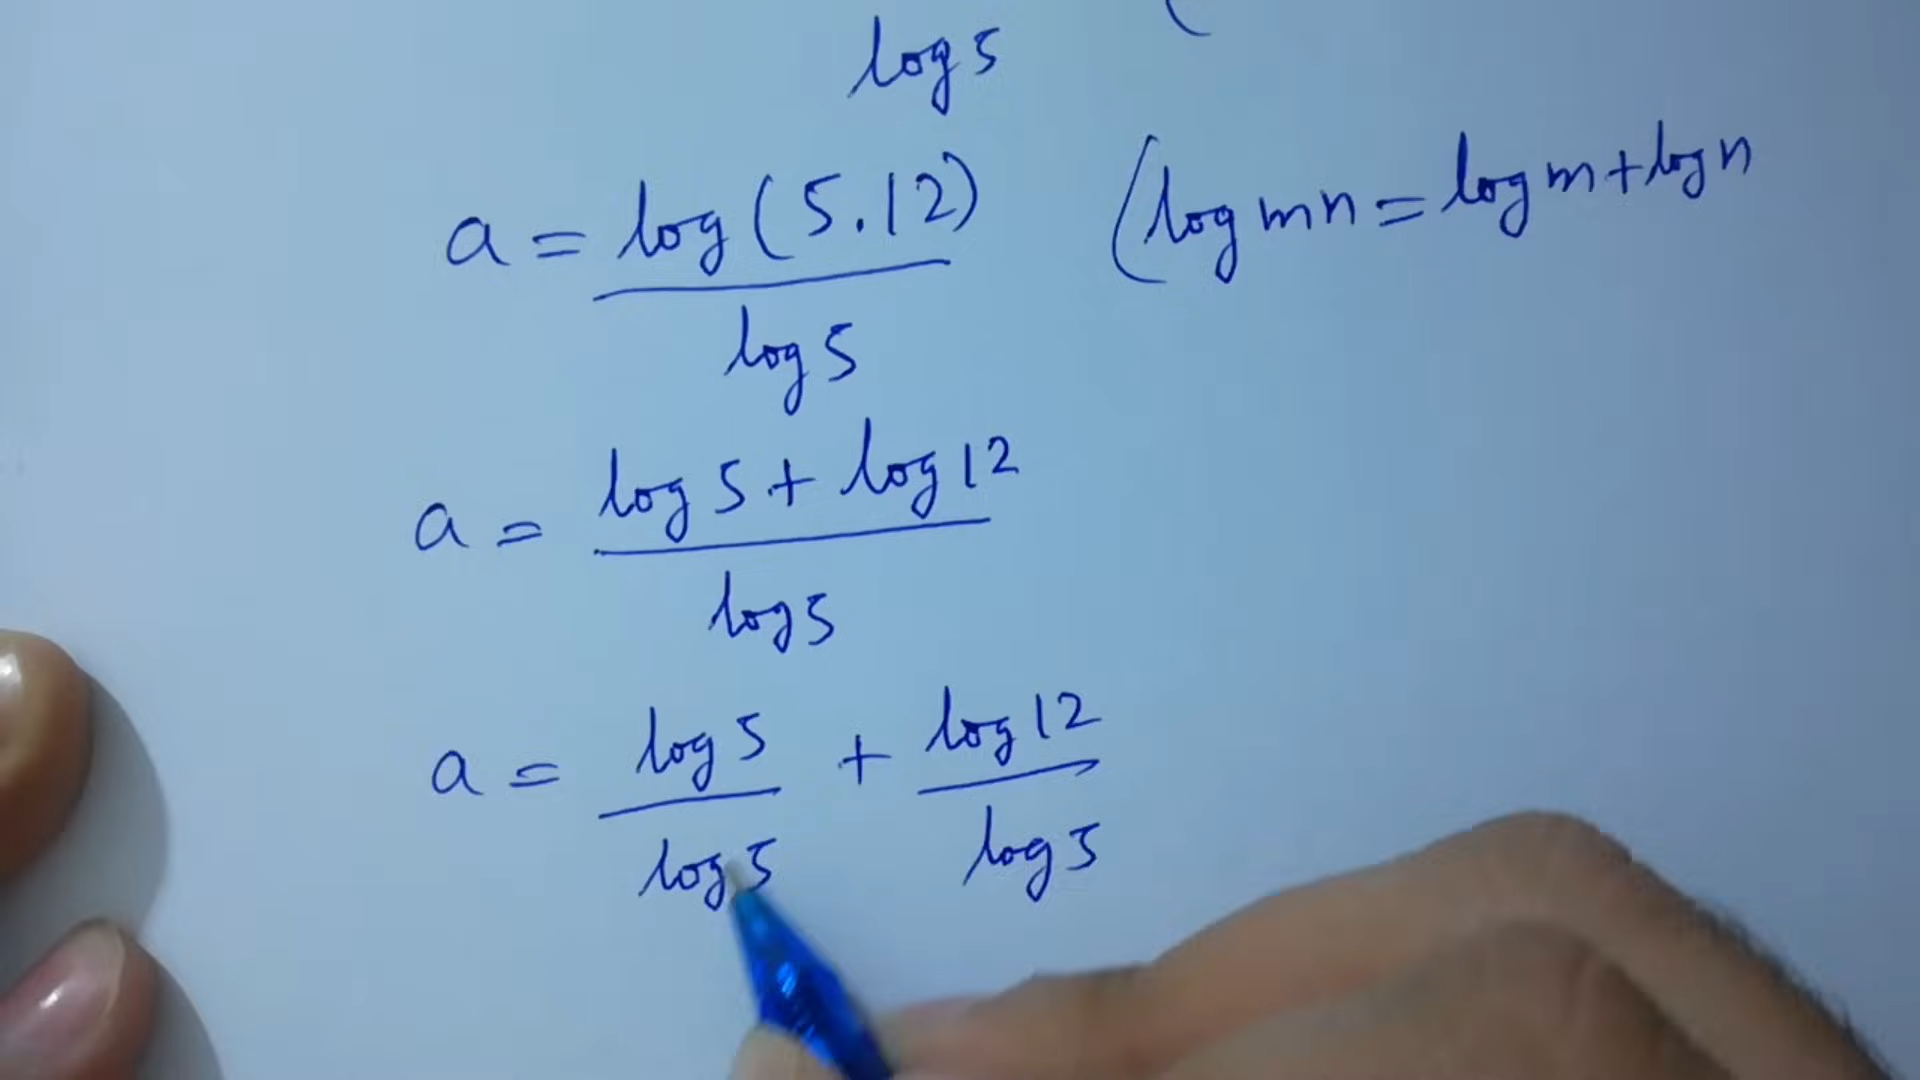 log 5
a = log(5.12) (log mn = log m + log n
log 5
a = log 5 + log 12
log 5
a = log 5 + log 12
log 5 log 5